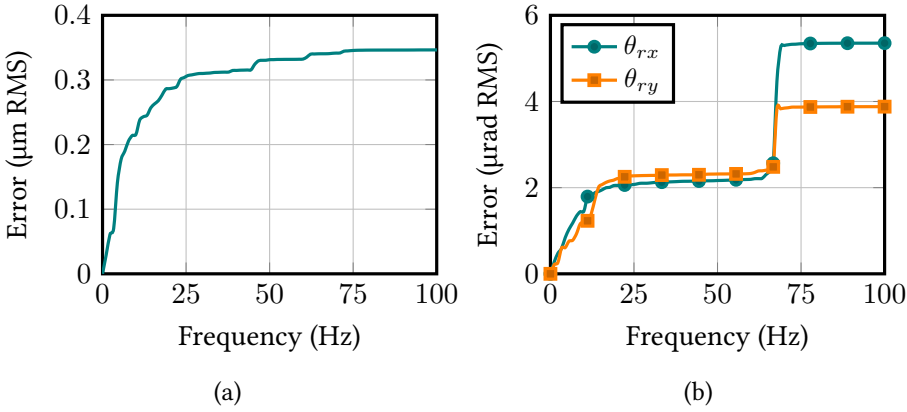 0.4
0.3
0.2
0.1
0
0
25
50
75
100
Error (μm RMS)
Frequency (Hz)
(a)
6
4
2
0
0
25
50
75
100
Error (μrad RMS)
Frequency (Hz)
θrx
θry
(b)